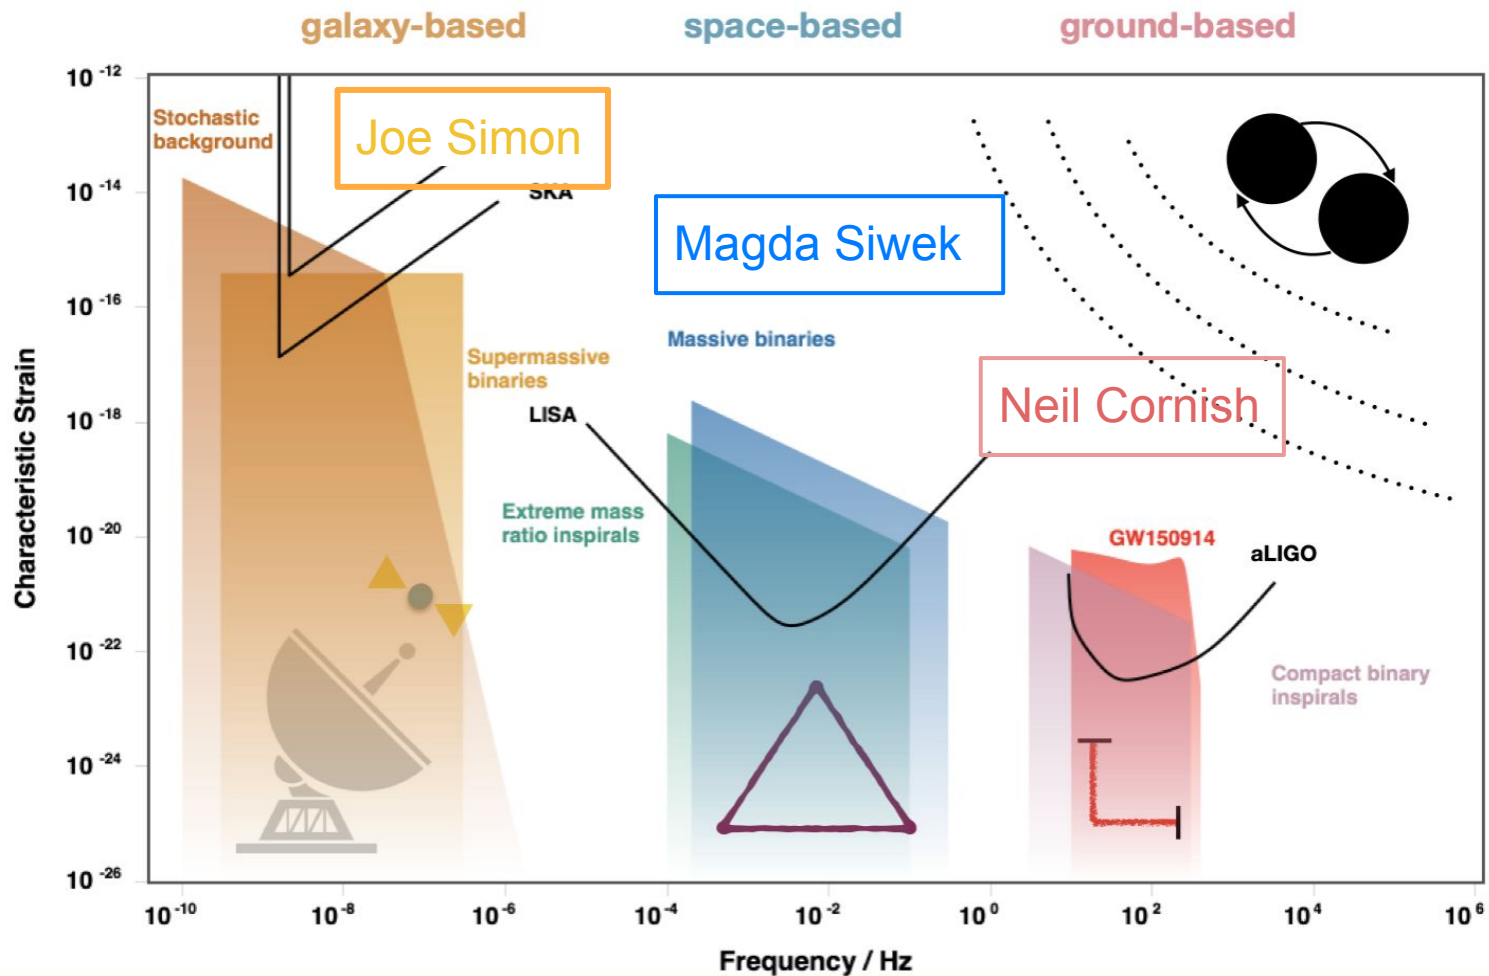 galaxy-based space-based ground-based
10 -12
Stochastic
background
Joe Simon
10 -14
SKA
Magda Siwek
10 -16
Massive binaries
Supermassive
binaries
Neil Cornish
10 -18
LISA
Characteristic Strain
Extreme mass
ratio inspirals
10 -20
GW150914
aLIGO
10 -22
Compact binary
inspirals
10 -24
10 -26
10 -10 10 -8 10 -6 10 -4 10 -2 10 0 10 2 10 4 10 6
Frequency / Hz